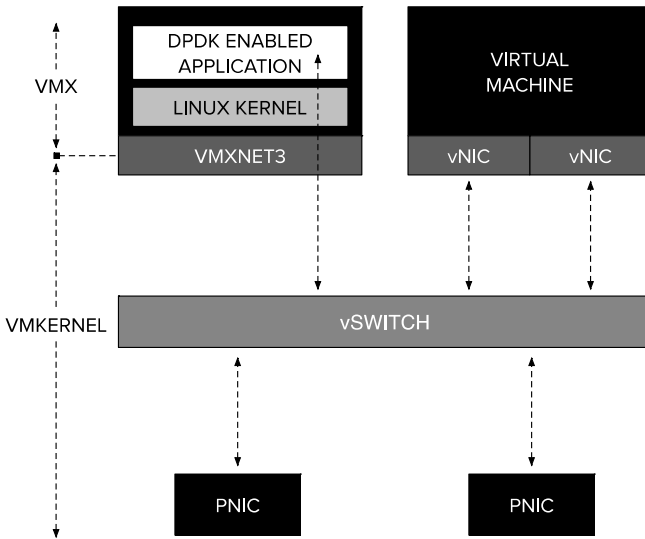 DPDK ENABLED
APPLICATION
LINUX KERNEL
VMXNET3
VIRTUAL
MACHINE
vNIC
vNIC
VMX
VMKERNEL
vSWITCH
PNIC
PNIC